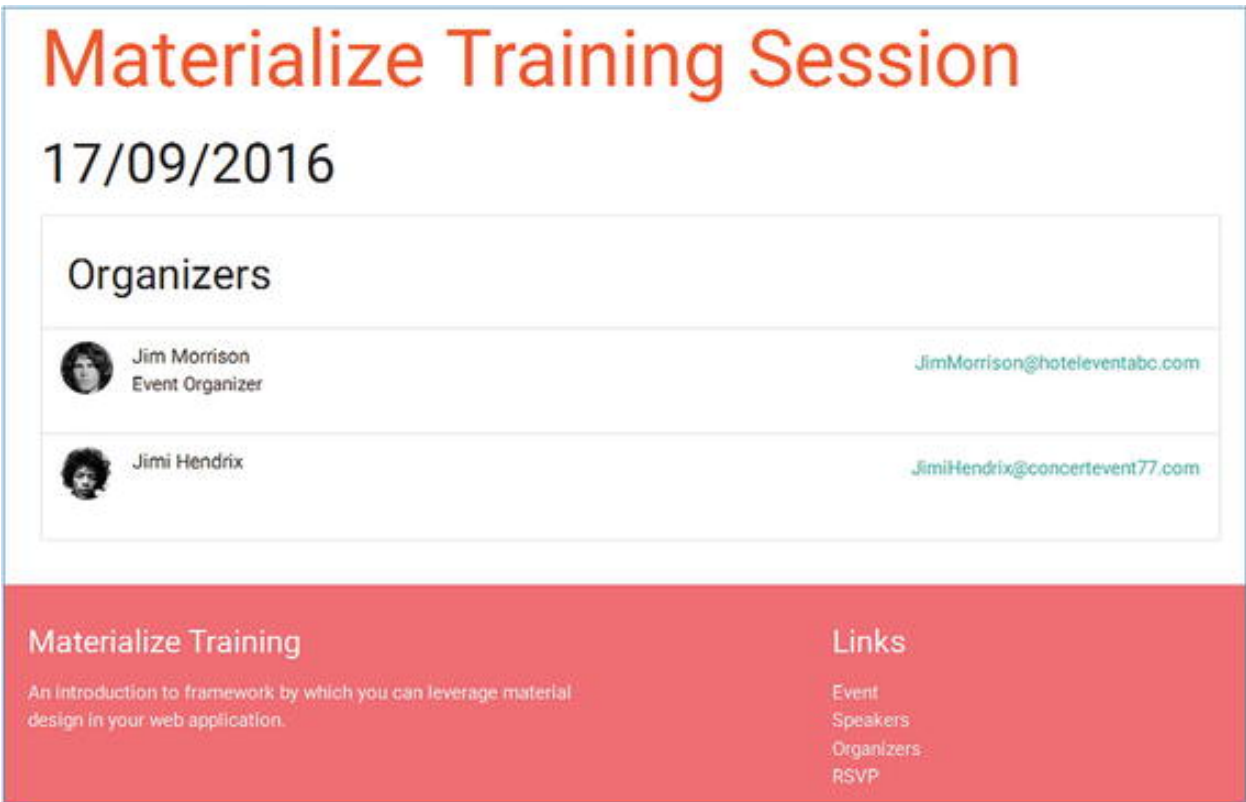 Materialize Training Session
17/09/2016
Organizers
Jim Morrison
Event Organizer
JimMorrison@hoteleventabc.com
Jimi Hendrix
JimiHendrix@concertevent77.com
Materialize Training
An introduction to framework by which you can leverage material
design in your web application.
Links
Event
Speakers
Organizers
RSVP